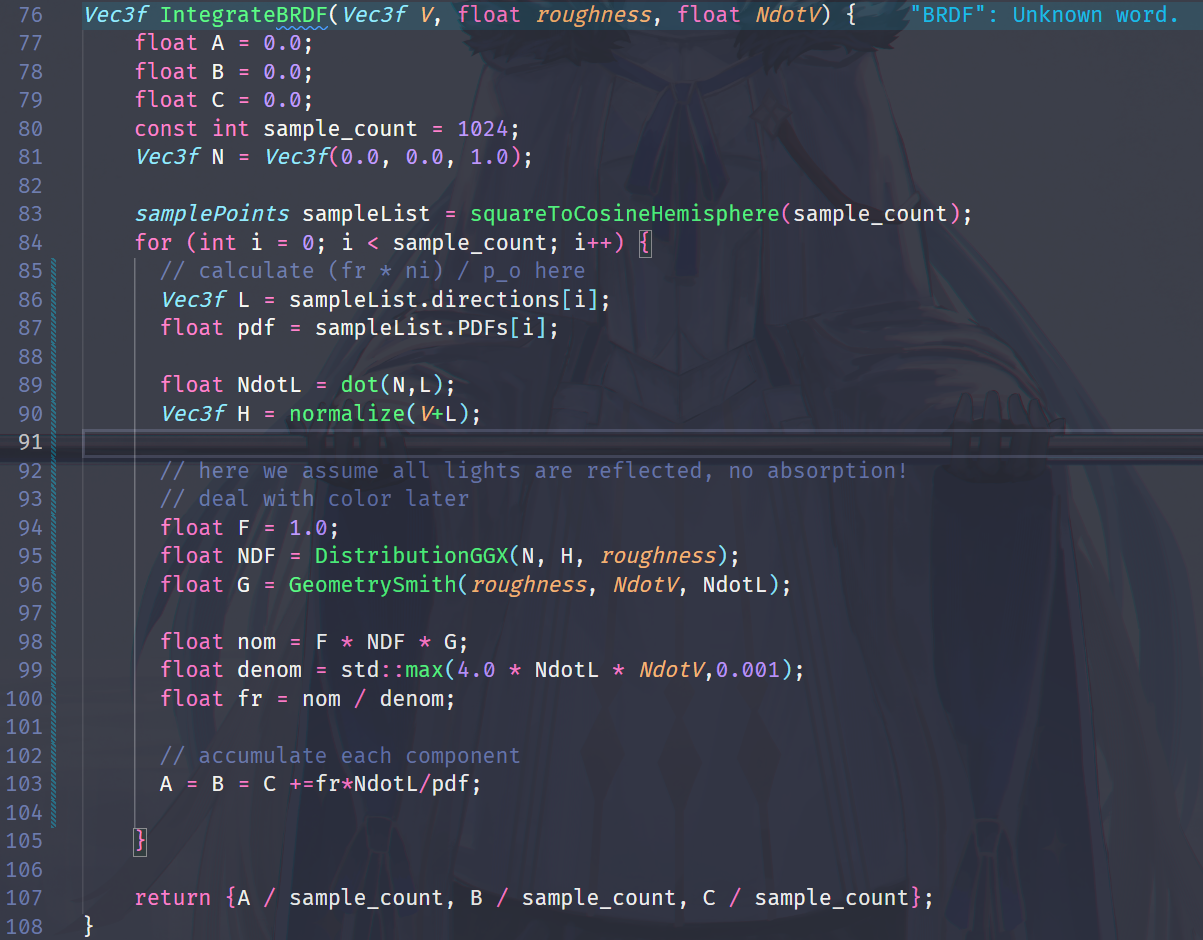 76 Vec3f IntegrateBRDF(Vec3f V, float roughness, float NdotV) { "BRDF": Unknown word.
77 float A = 0.0;
78 float B = 0.0;
79 float C = 0.0;
80 const int sample_count = 1024;
81 Vec3f N = Vec3f(0.0, 0.0, 1.0);
82
83 samplePoints sampleList = squareToCosineHemisphere(sample_count);
84 for (int i = 0; i < sample_count; i++) {
85 // calculate (fr * ni) / p_o here
86 Vec3f L = sampleList.directions[i];
87 float pdf = sampleList.PDFs[i];
88
89 float NdotL = dot(N,L);
90 Vec3f H = normalize(V+L);
91
92 // here we assume all lights are reflected, no absorption!
93 // deal with color later
94 float F = 1.0;
95 float NDF = DistributionGGX(N, H, roughness);
96 float G = GeometrySmith(roughness, NdotV, NdotL);
97
98 float nom = F * NDF * G;
99 float denom = std::max(4.0 * NdotL * NdotV,0.001);
100 float fr = nom / denom;
101
102 // accumulate each component
103 A = B = C +=fr*NdotL/pdf;
104
105 }
106
107 return {A / sample_count, B / sample_count, C / sample_count};
108 }